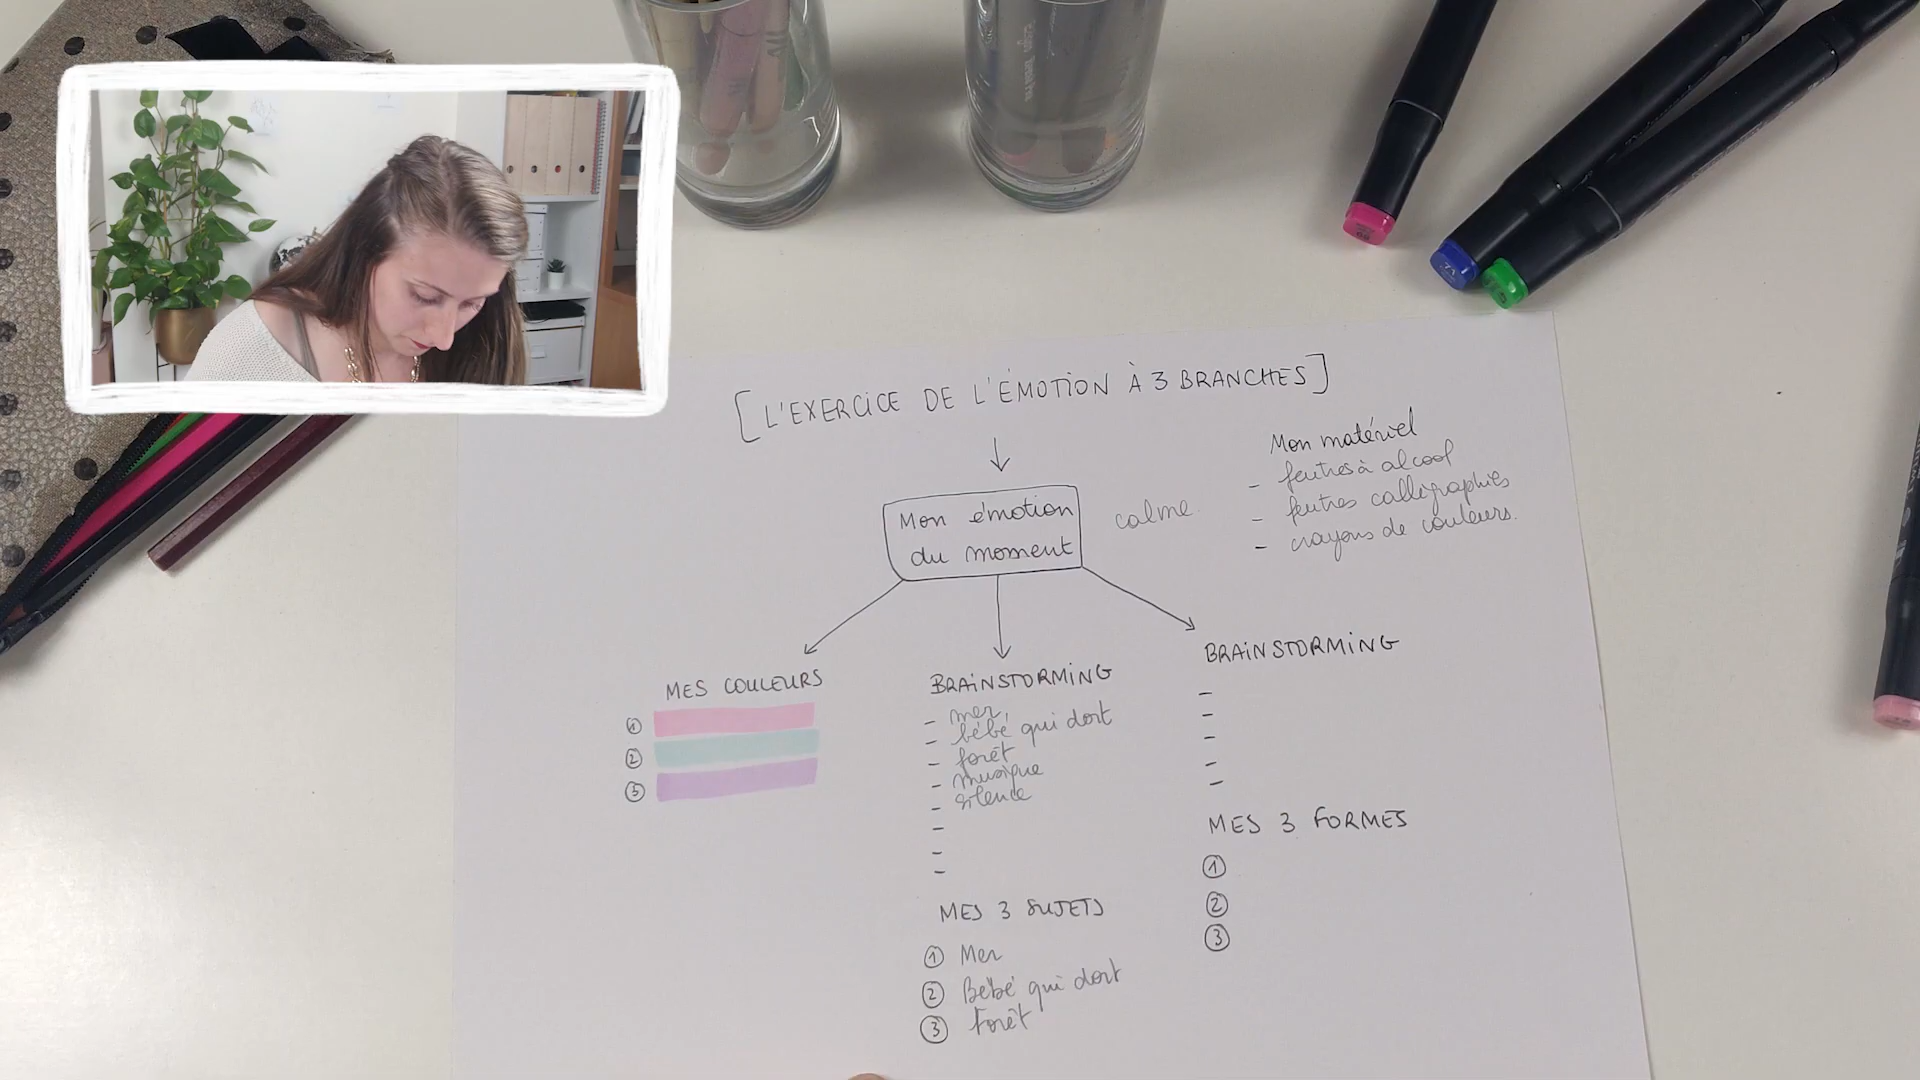 [L'EXERCICE DE L'ÉMOTION À 3 BRANCHES]
Mon émotion
du moment
calme
Mon matériel
- feutres à alcool
- feutres calligraphies
- crayons de couleurs.
MES COULEURS
①
②
③
BRAINSTORMING
- mer
- bébé qui dort
- forêt
- musique
- silence
-
-
-
MES 3 SUJETS
① Mer
② Bébé qui dort
③ Forêt
BRAINSTORMING
-
-
-
-
-
MES 3 FORMES
①
②
③
71